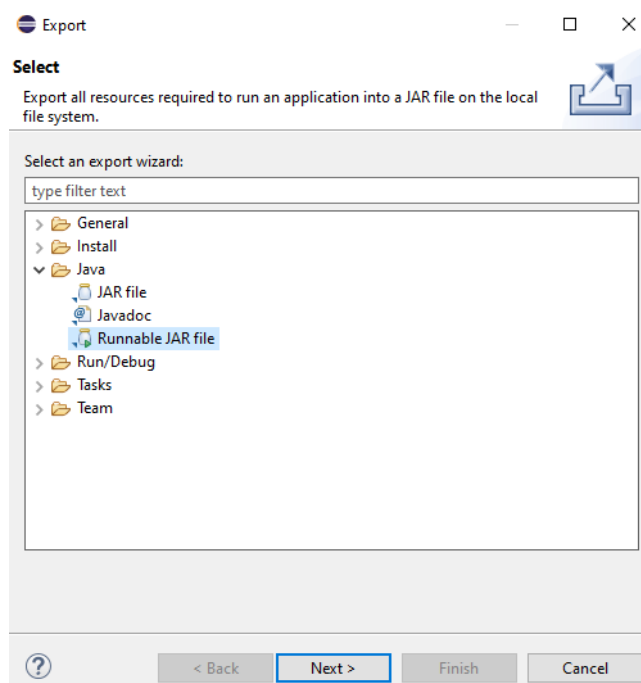 Export
Select
Export all resources required to run an application into a JAR file on the local
file system.
Select an export wizard:
type filter text
General
Install
Java
JAR file
Javadoc
Runnable JAR file
Run/Debug
Tasks
Team
?
< Back
Next >
Finish
Cancel